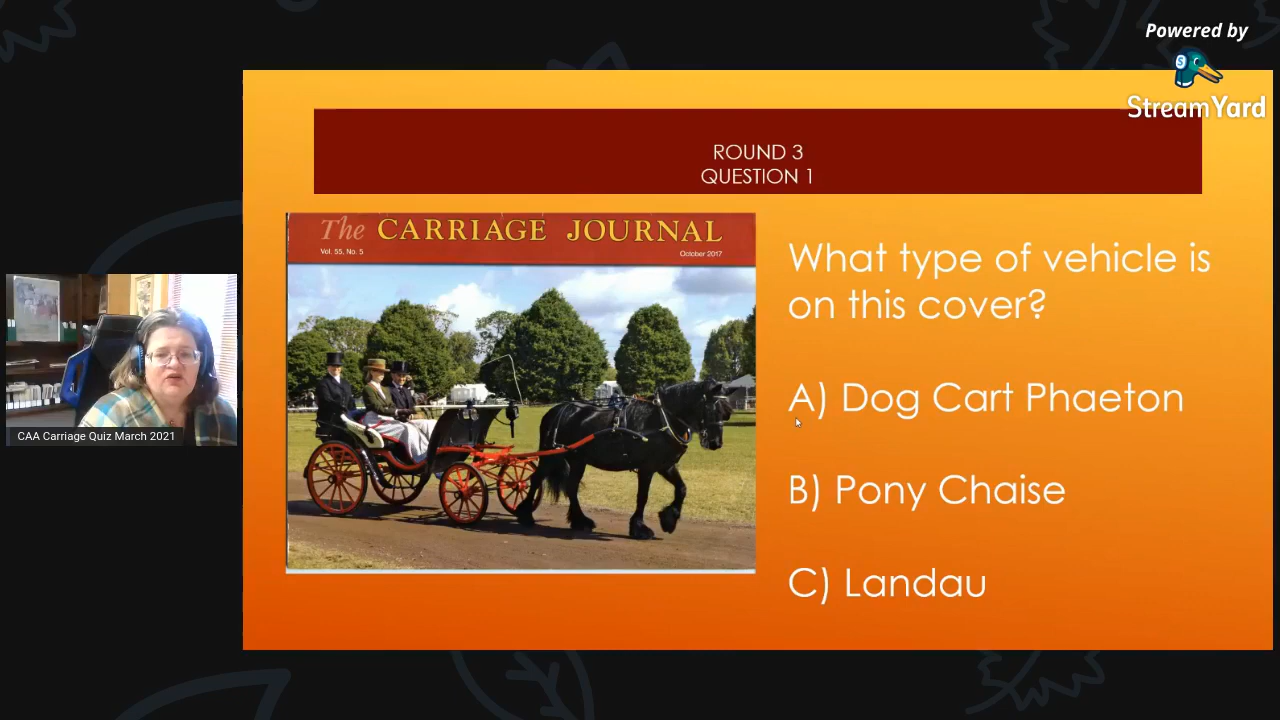 Powered by
StreamYard
ROUND 3
QUESTION 1
The CARRIAGE JOURNAL
Vol. 55, No. 5
October 2017
What type of vehicle is
on this cover?
A) Dog Cart Phaeton
B) Pony Chaise
C) Landau
CAA Carriage Quiz March 2021